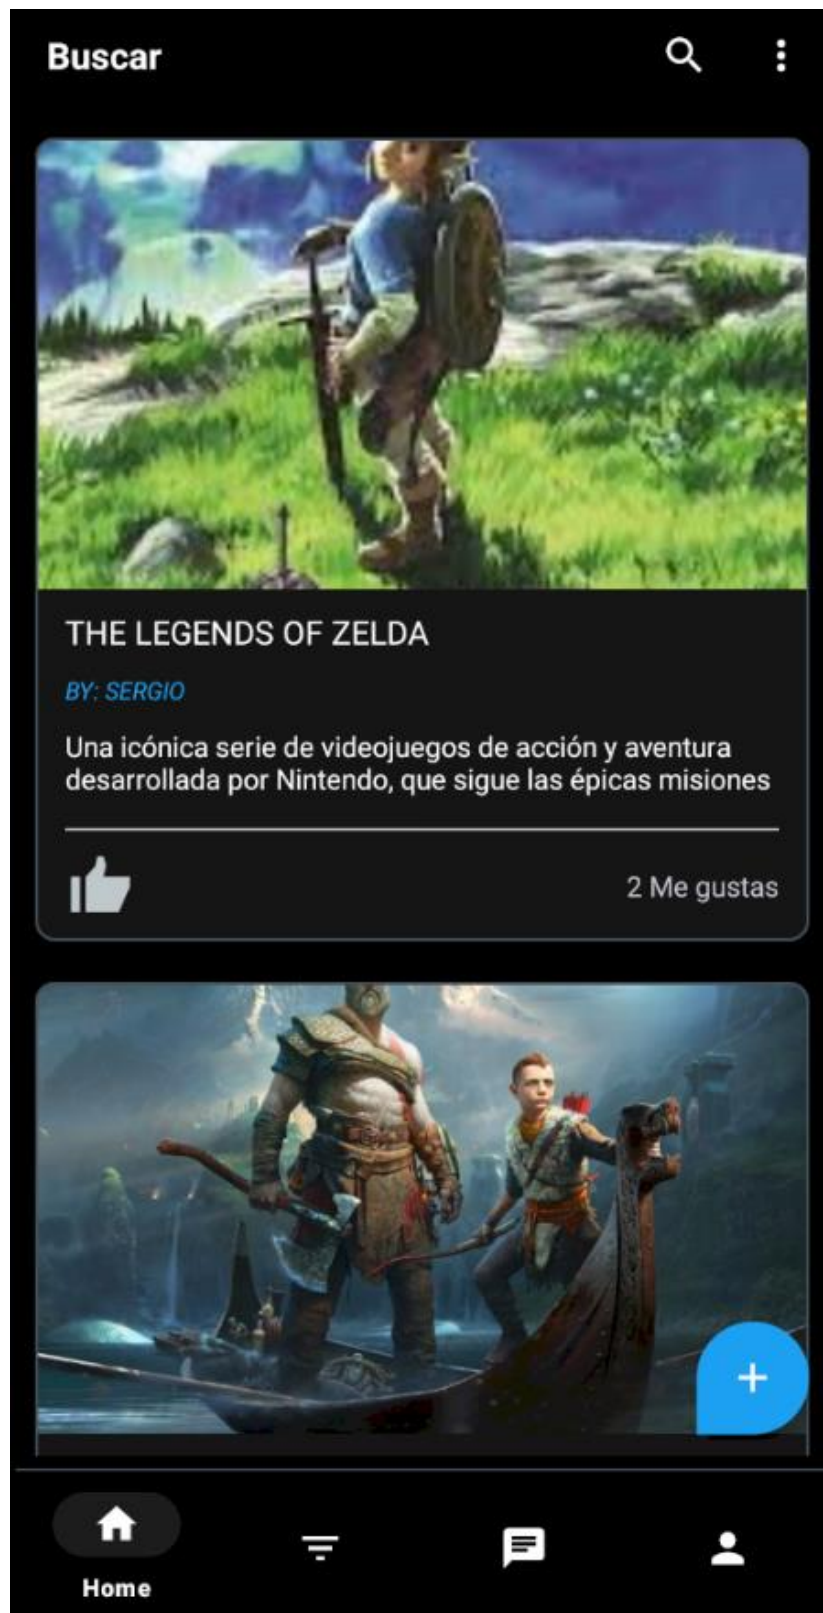 Buscar
THE LEGENDS OF ZELDA
BY: SERGIO
Una icónica serie de videojuegos de acción y aventura
desarrollada por Nintendo, que sigue las épicas misiones
2 Me gustas
Home